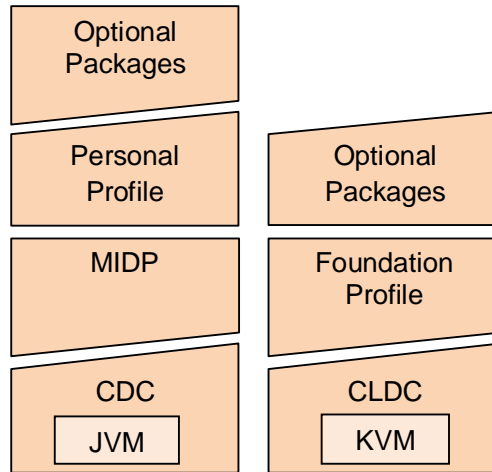 Optional
Packages
Personal
Profile
MIDP
CDC
JVM
Optional
Packages
Foundation
Profile
CLDC
KVM